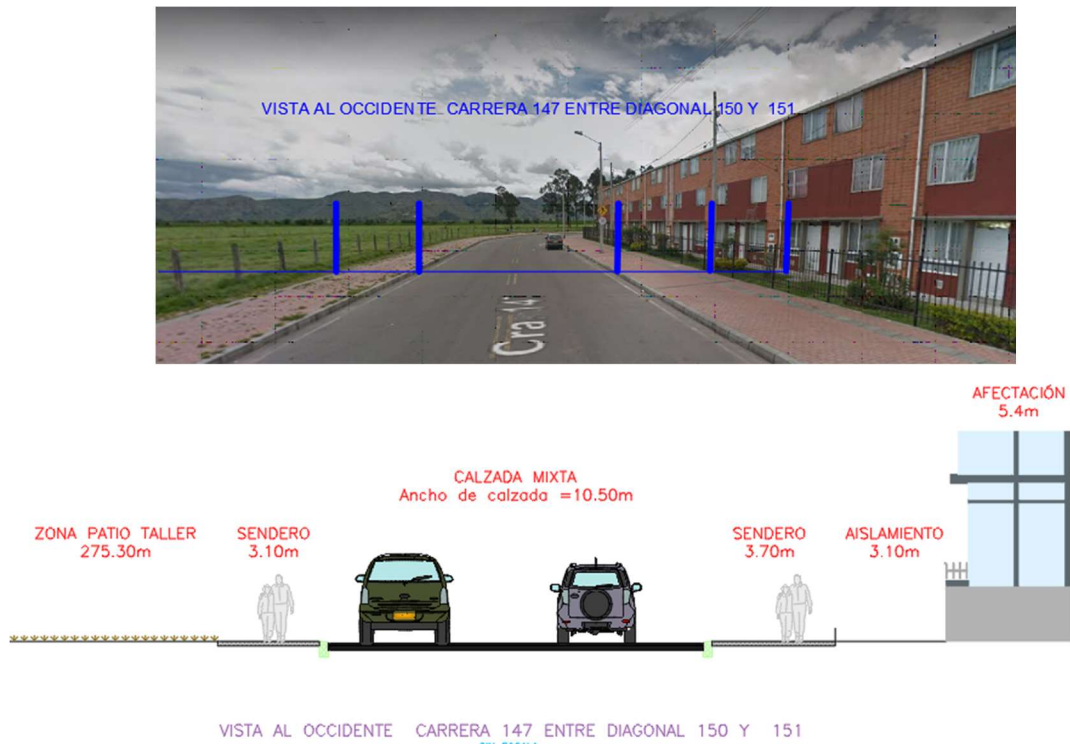 VISTA AL OCCIDENTE CARRERA 147 ENTRE DIAGONAL 150 Y 151
Cra 14
AFECTACIÓN
5.4m
CALZADA MIXTA
Ancho de calzada =10.50m
ZONA PATIO TALLER
275.30m
SENDERO
3.10m
SENDERO
3.70m
AISLAMIENTO
3.10m
VISTA AL OCCIDENTE CARRERA 147 ENTRE DIAGONAL 150 Y 151